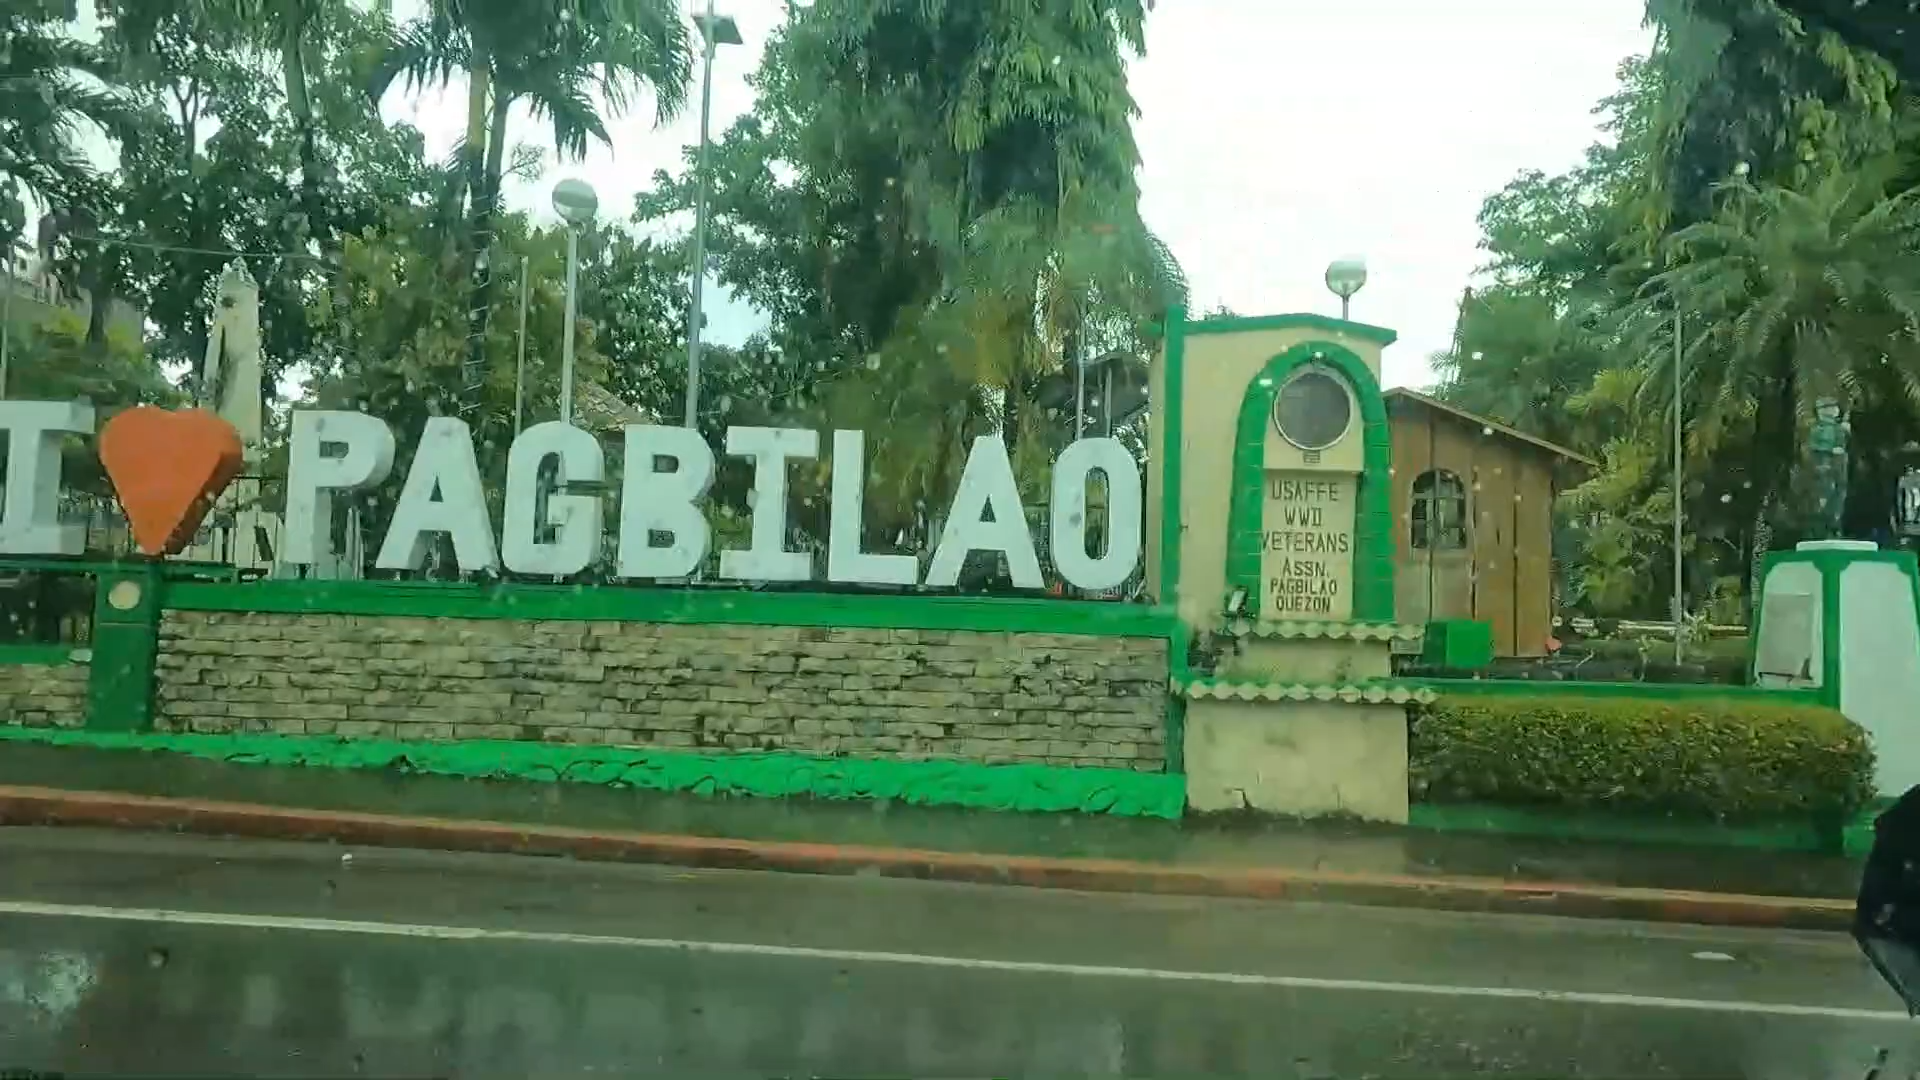 I PAGBILAO
USAFFE
WWII
VETERANS
ASSN.
PAGBILAO
QUEZON